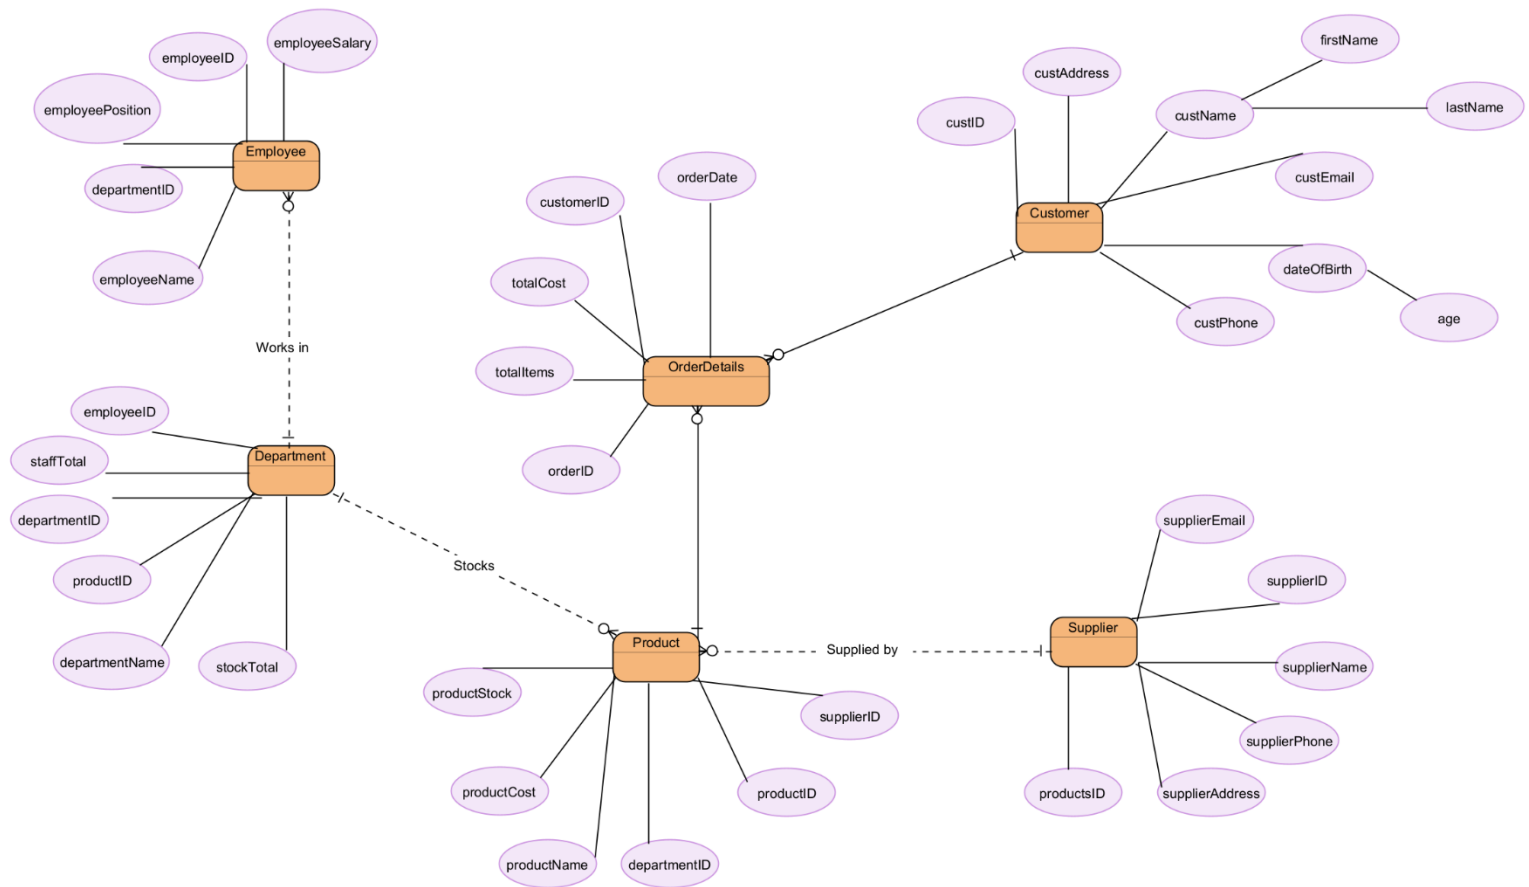 employeeSalary
employeeID
employeePosition
Employee
departmentID
employeeName
Works in
employeeID
staffTotal
Department
departmentID
productID
departmentName
stockTotal
Stocks
orderDate
customerID
totalCost
OrderDetails
totalItems
orderID
firstName
custAddress
lastName
custName
custID
custEmail
Customer
dateOfBirth
age
custPhone
Product
productStock
supplierID
productCost
productID
productName
departmentID
Supplied by
supplierEmail
supplierID
Supplier
supplierName
supplierPhone
productsID
supplierAddress